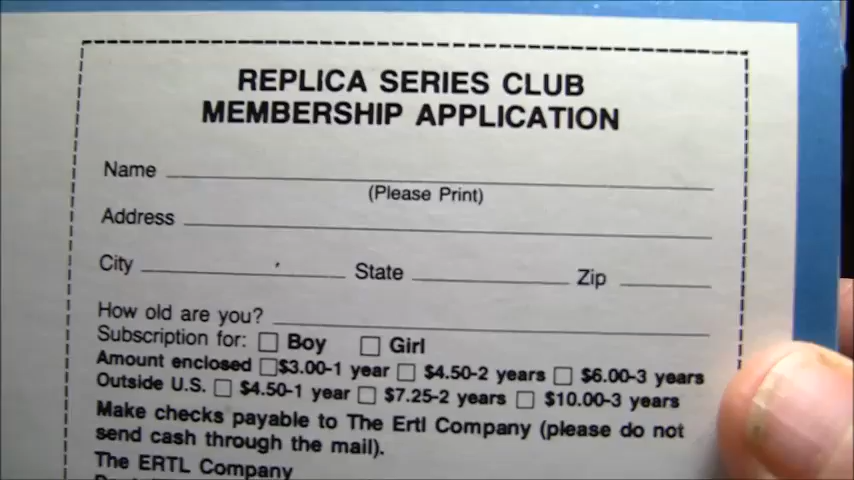 REPLICA SERIES CLUB
MEMBERSHIP APPLICATION
Name
(Please Print)
Address
City State Zip
How old are you?
Subscription for: Boy Girl
Amount enclosed $3.00-1 year $4.50-2 years $6.00-3 years
Outside U.S. $4.50-1 year $7.25-2 years $10.00-3 years
Make checks payable to The Ertl Company (please do not
send cash through the mail).
The ERTL Company